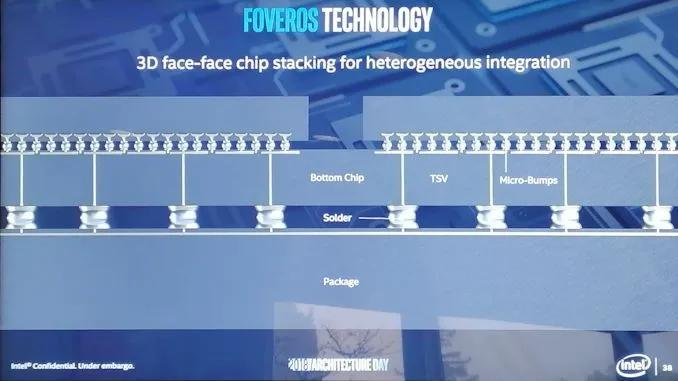 FOVEROS TECHNOLOGY
3D face-face chip stacking for heterogeneous integration
Bottom Chip
TSV
Micro-Bumps
Solder
Package
Intel® Confidential. Under embargo.
2018 ARCHITECTURE DAY
intel
38